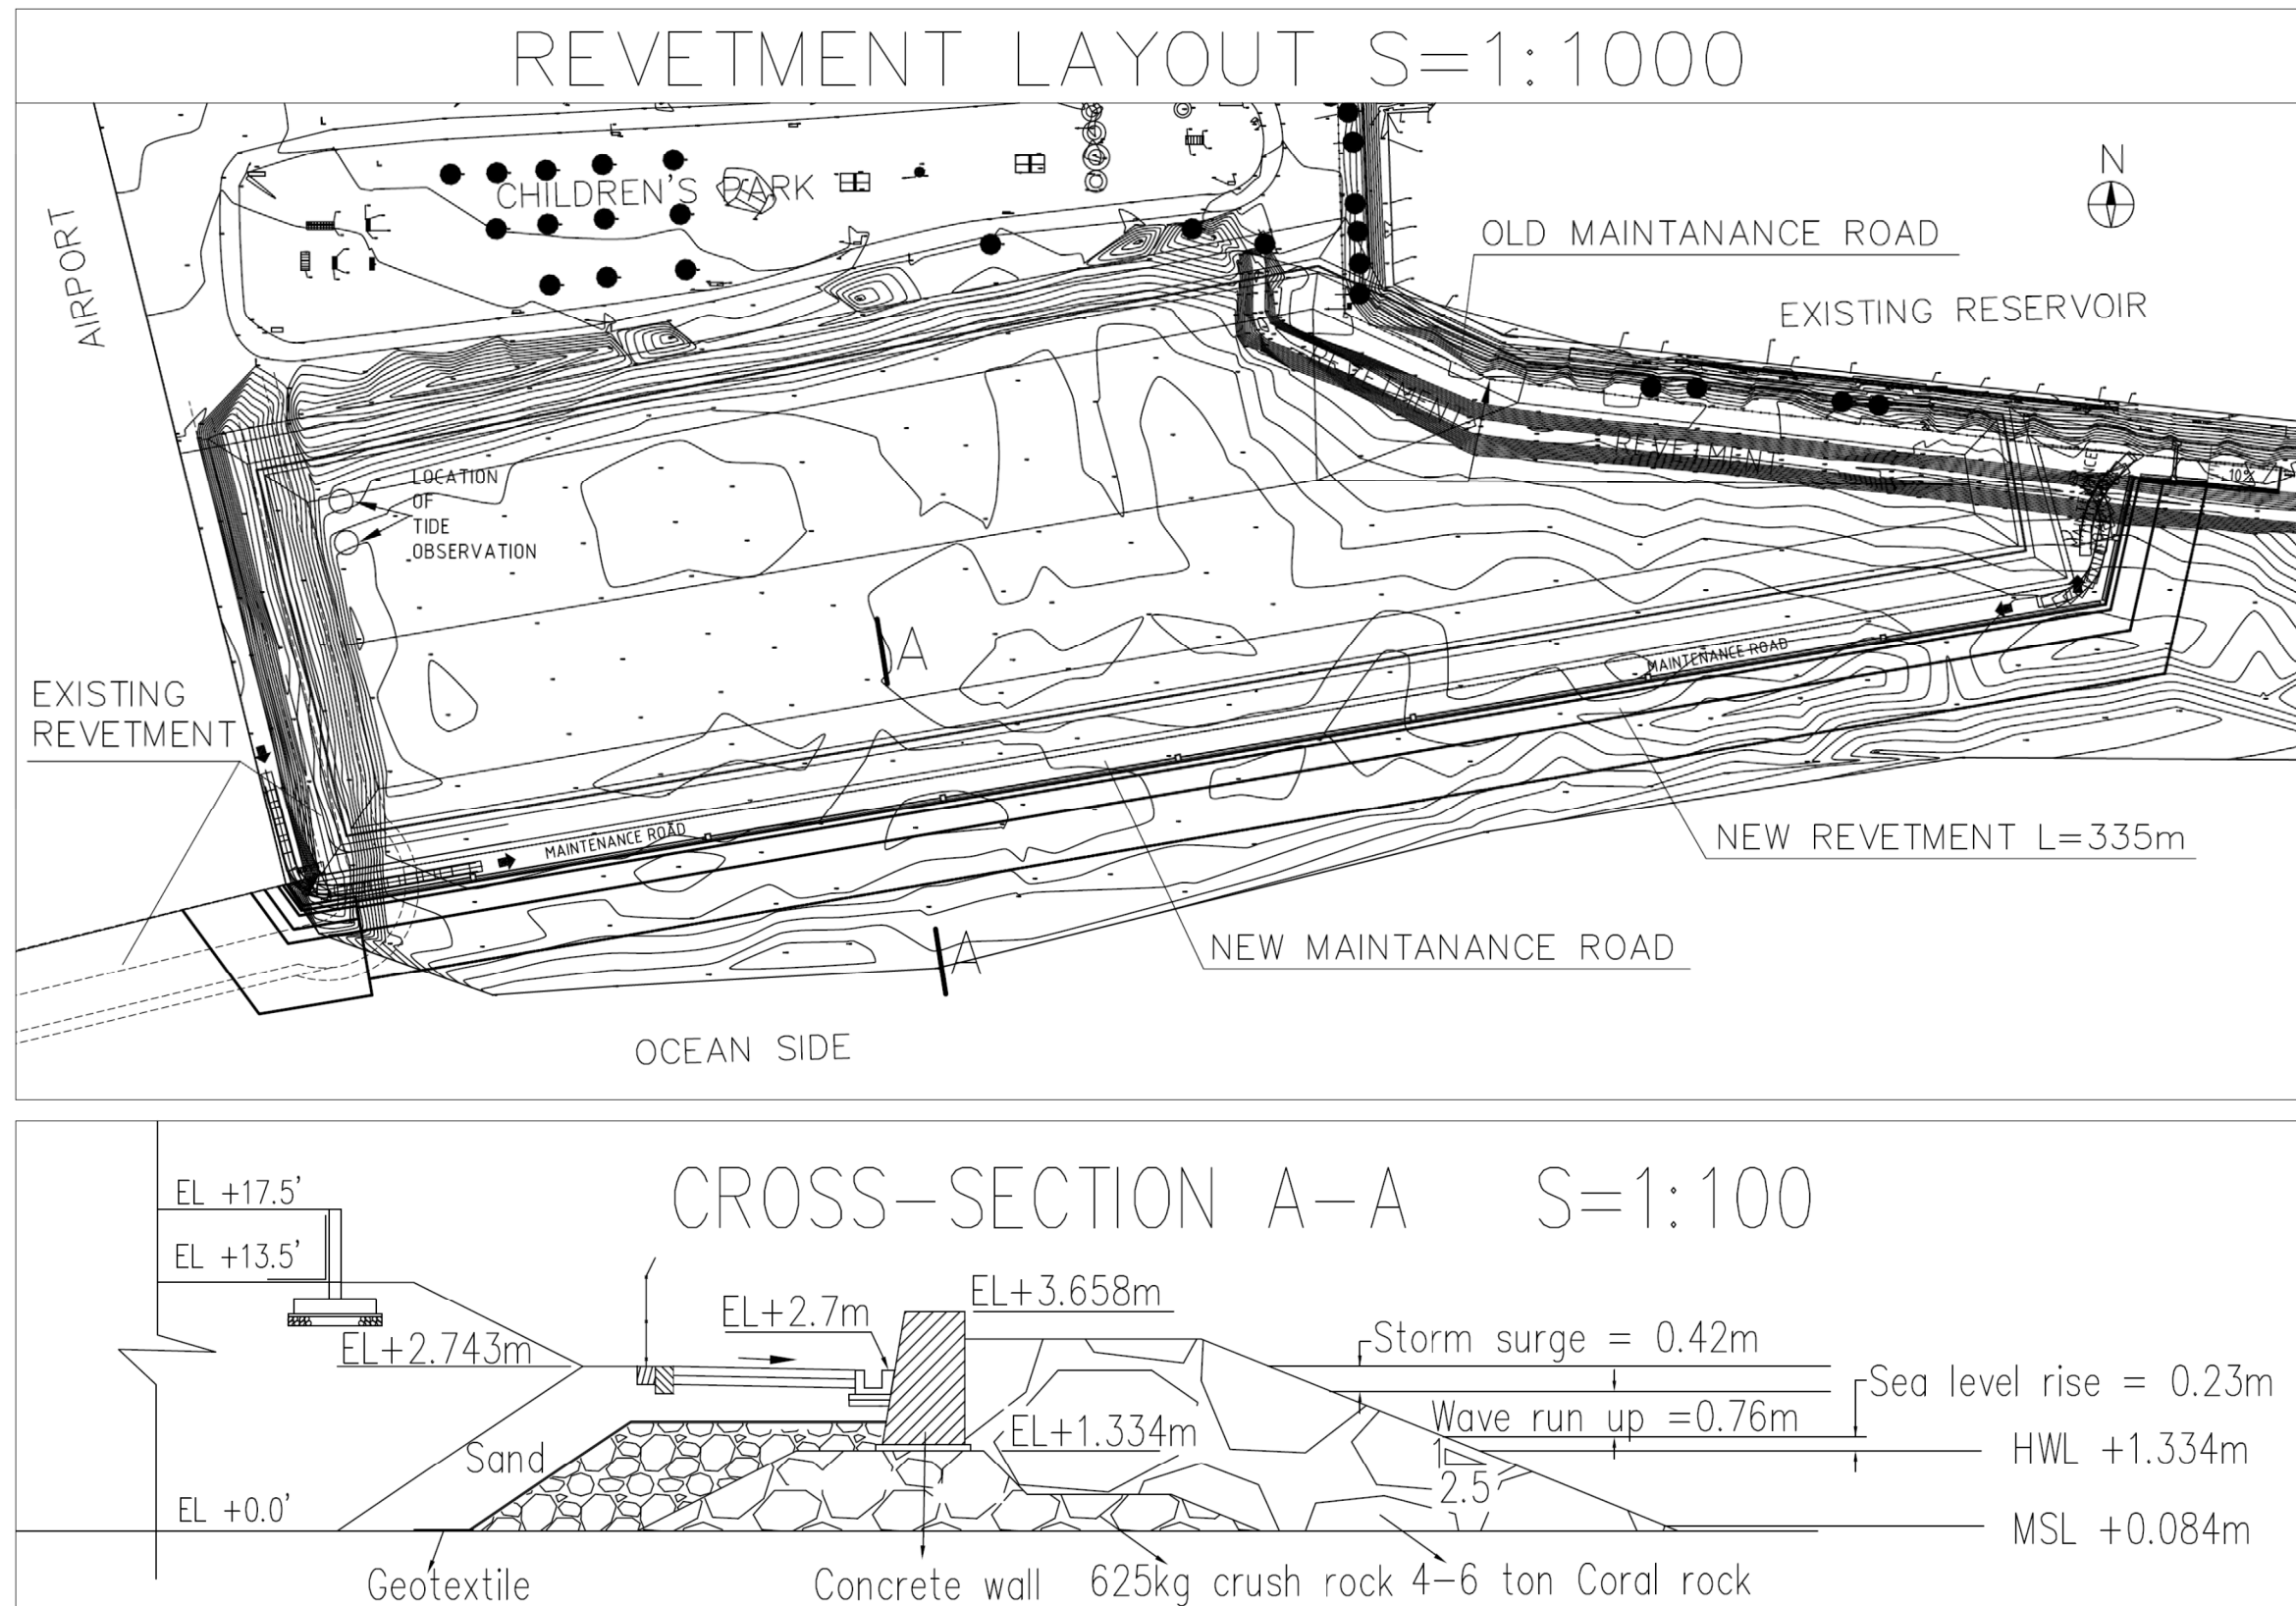 REVETMENT LAYOUT S=1:1000
AIRPORT
CHILDREN'S PARK
N
OLD MAINTANANCE ROAD
EXISTING RESERVOIR
REVETMENT
REVETMENT
10%
LOCATION
OF
TIDE
OBSERVATION
A
MAINTENANCE ROAD
EXISTING
REVETMENT
MAINTENANCE ROAD
NEW REVETMENT L=335m
NEW MAINTANANCE ROAD
A
OCEAN SIDE
CROSS-SECTION A-A S=1:100
EL +17.5'
EL +13.5'
EL+2.743m
EL+2.7m
EL+3.658m
Storm surge = 0.42m
Sea level rise = 0.23m
Wave run up =0.76m
EL+1.334m
HWL +1.334m
1
2.5
Sand
EL +0.0'
MSL +0.084m
Geotextile
Concrete wall
625kg crush rock
4-6 ton Coral rock